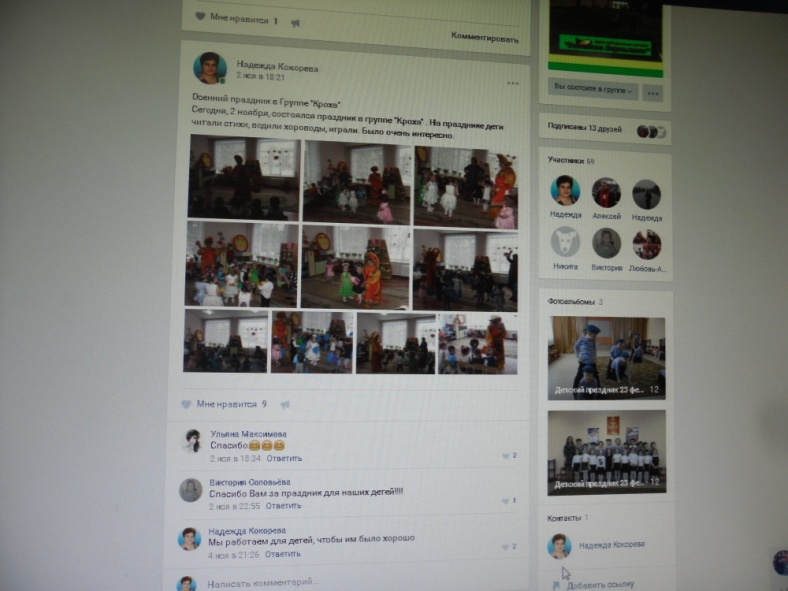 Мне нравится 1
Комментировать
Надежда Кокорева
2 ноя в 18:21
Осенний праздник в Группе "Кроха"
Сегодня, 2 ноября, состоялся праздник в группе "Кроха" . На празднике дети
читали стихи, водили хороводы, играли. Было очень интересно.
Мне нравится 9
Ульяна Максимова
Спасибо😊😊😊
2 ноя в 18:34 Ответить
2
Виктория Соловьёва
Спасибо Вам за праздник для наших детей!!!!
2 ноя в 22:55 Ответить
1
Надежда Кокорева
Мы работаем для детей, чтобы им было хорошо
4 ноя в 21:26 Ответить
2
Написать комментарий...
Вы состоите в группе
Подписаны 13 друзей
Участники 69
Надежда Алексей Надежда
Никита Виктория Любовь-А...
Фотоальбомы 2
Детский праздник 23 фе... 12
Детский праздник 23 фе... 12
Контакты 1
Надежда Кокорева
Добавить ссылку